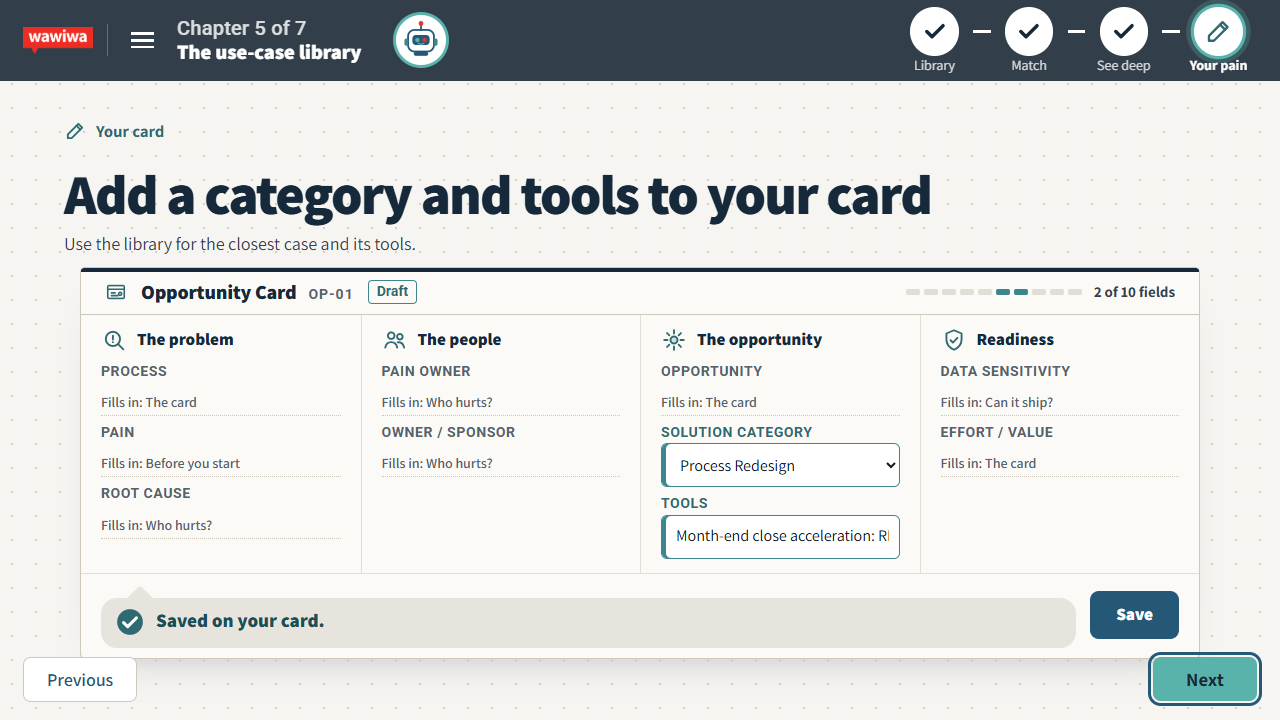 wawiwa
Chapter 5 of 7
The use-case library
Library
Match
See deep
Your pain
Your card
Add a category and tools to your card
Use the library for the closest case and its tools.
Opportunity Card OP-01 Draft
2 of 10 fields
The problem
PROCESS
Fills in: The card
PAIN
Fills in: Before you start
ROOT CAUSE
Fills in: Who hurts?
The people
PAIN OWNER
Fills in: Who hurts?
OWNER / SPONSOR
Fills in: Who hurts?
The opportunity
OPPORTUNITY
Fills in: The card
SOLUTION CATEGORY
Process Redesign
TOOLS
Month-end close acceleration:
Readiness
DATA SENSITIVITY
Fills in: Can it ship?
EFFORT / VALUE
Fills in: The card
Saved on your card.
Save
Previous
Next